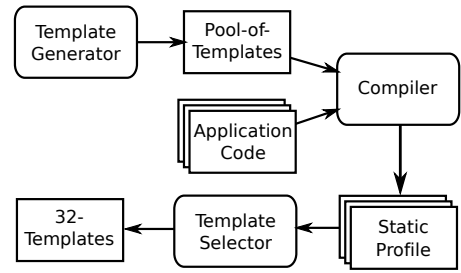 Template
Generator
Pool-of-
Templates
Compiler
Application
Code
32-
Templates
Template
Selector
Static
Profile